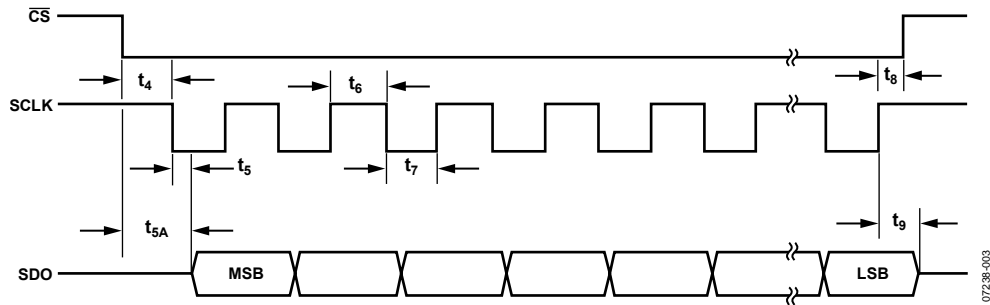 CS
t4
t6
t8
SCLK
t5
t7
t5A
t9
SDO
MSB
LSB
07238-003